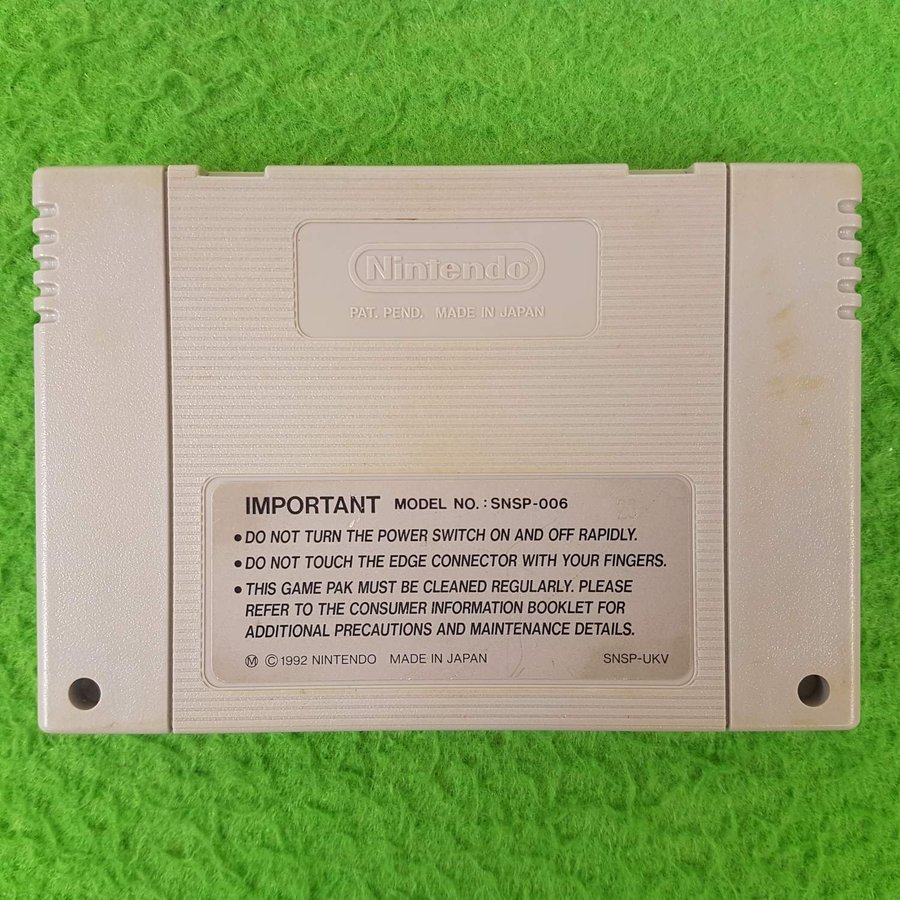 Nintendo
PAT. PEND. MADE IN JAPAN
IMPORTANT MODEL NO. : SNSP-006
• DO NOT TURN THE POWER SWITCH ON AND OFF RAPIDLY.
• DO NOT TOUCH THE EDGE CONNECTOR WITH YOUR FINGERS.
• THIS GAME PAK MUST BE CLEANED REGULARLY. PLEASE
REFER TO THE CONSUMER INFORMATION BOOKLET FOR
ADDITIONAL PRECAUTIONS AND MAINTENANCE DETAILS.
Ⓜ © 1992 NINTENDO MADE IN JAPAN SNSP-UKV